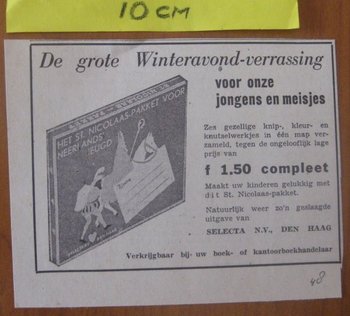 10 CM
De grote Winteravond-verrassing
voor onze
jongens en meisjes
HET ST. NICOLAAS-PAKKET VOOR
NEERLANDS JEUGD
Zes gezellige knip-, kleur- en
knutselwerkjes in één map ver-
zameld, tegen de ongelooflijk lage
prijs van
f 1.50 compleet
Maakt uw kinderen gelukkig met
dit St. Nicolaas-pakket.
Natuurlijk weer zo'n geslaagde
uitgave van
SELECTA N.V., DEN HAAG
Verkrijgbaar bij uw boek- of kantoorboekhandelaar
48